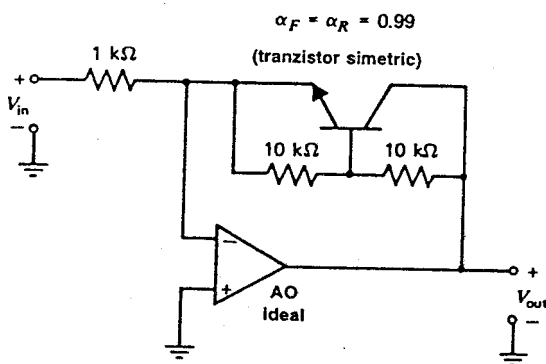 α_F = α_R = 0.99
(tranzistor simetric)
1 kΩ
+
V_in
−
10 kΩ
10 kΩ
−
+
AO
ideal
+
V_out
−